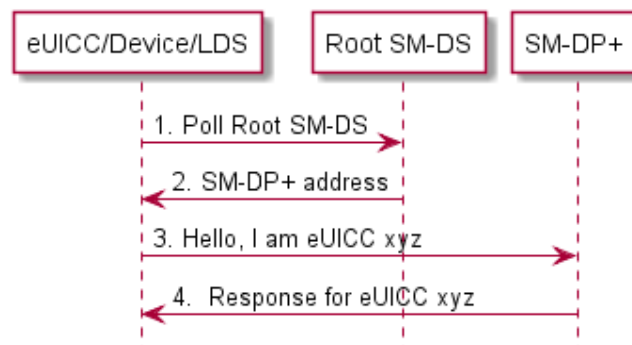 eUICC/Device/LDS Root SM-DS SM-DP+
1. Poll Root SM-DS
2. SM-DP+ address
3. Hello, I am eUICC xyz
4. Response for eUICC xyz